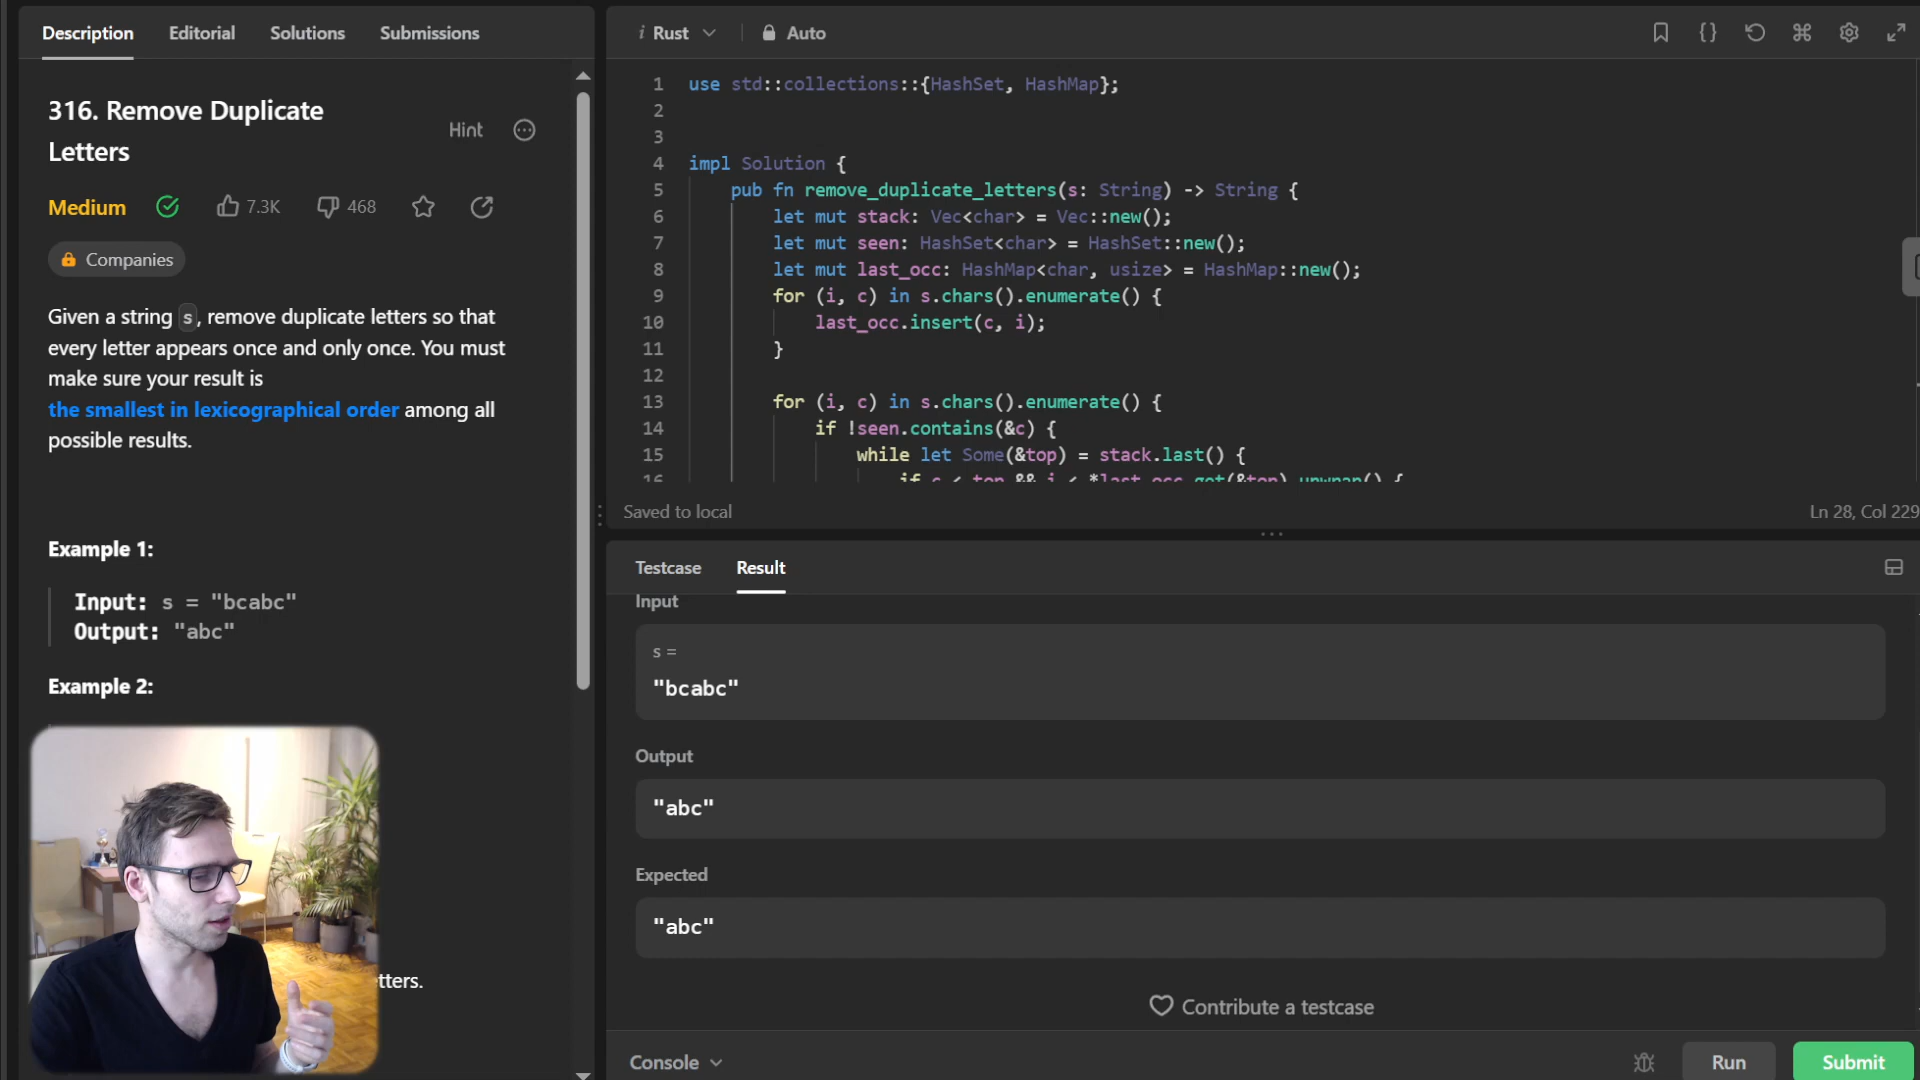 Description Editorial Solutions Submissions
316. Remove Duplicate
Letters
Hint
Medium 7.3K 468
Companies
Given a string s, remove duplicate letters so that
every letter appears once and only once. You must
make sure your result is
the smallest in lexicographical order among all
possible results.
Example 1:
Input: s = "bcabc"
Output: "abc"
Example 2:
tters.
i Rust Auto
1 use std::collections::{HashSet, HashMap};
2
3
4 impl Solution {
5 pub fn remove_duplicate_letters(s: String) -> String {
6 let mut stack: Vec<char> = Vec::new();
7 let mut seen: HashSet<char> = HashSet::new();
8 let mut last_occ: HashMap<char, usize> = HashMap::new();
9 for (i, c) in s.chars().enumerate() {
10 last_occ.insert(c, i);
11 }
12
13 for (i, c) in s.chars().enumerate() {
14 if !seen.contains(&c) {
15 while let Some(&top) = stack.last() {
16 if c < top && i < *last_occ.get(&top).unwrap() {
Saved to local
Ln 28, Col 229
Testcase Result
Input
s =
"bcabc"
Output
"abc"
Expected
"abc"
Contribute a testcase
Console
Run
Submit